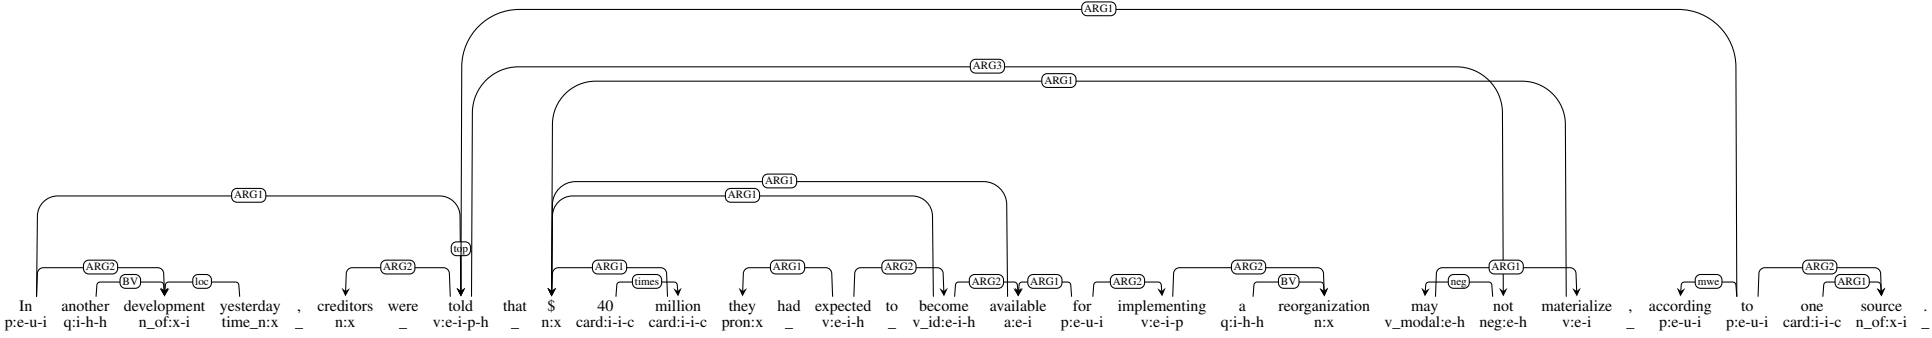 ARG1
ARG3
ARG1
ARG1
ARG1 ARG1
top
ARG2 ARG2 ARG1 ARG1 ARG2 ARG2 ARG1 ARG2
BV loc times ARG2 ARG1 ARG2 BV neg mwe ARG1
In another development yesterday , creditors were told that $ 40 million they had expected to become available for implementing a reorganization may not materialize , according to one source .
p:e-u-i q:i-h-h n_of:x-i time_n:x _ n:x _ v:e-i-p-h _ n:x card:i-i-c card:i-i-c pron:x _ v:e-i-h _ v_id:e-i-h a:e-i p:e-u-i v:e-i-p q:i-h-h n:x v_modal:e-h neg:e-h v:e-i _ p:e-u-i p:e-u-i card:i-i-c n_of:x-i _